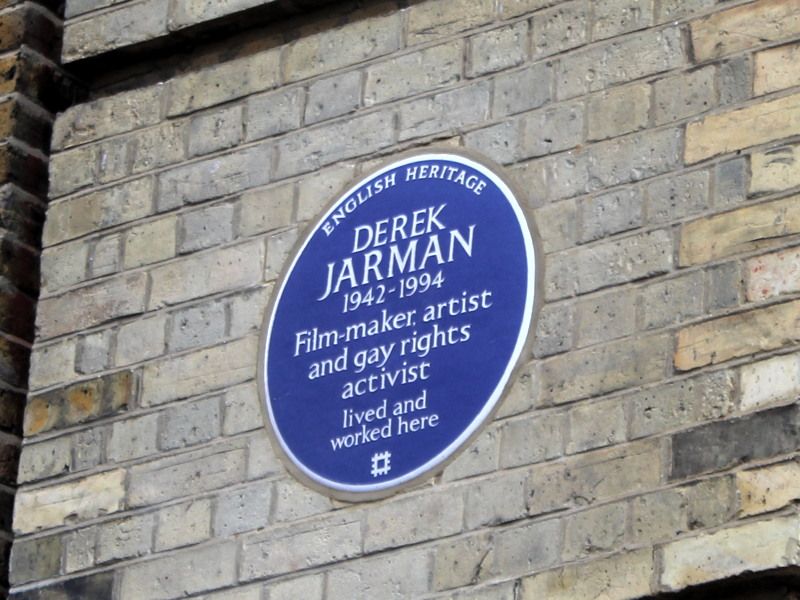 ENGLISH HERITAGE
DEREK
JARMAN
1942-1994
Film-maker, artist
and gay rights
activist
lived and
worked here